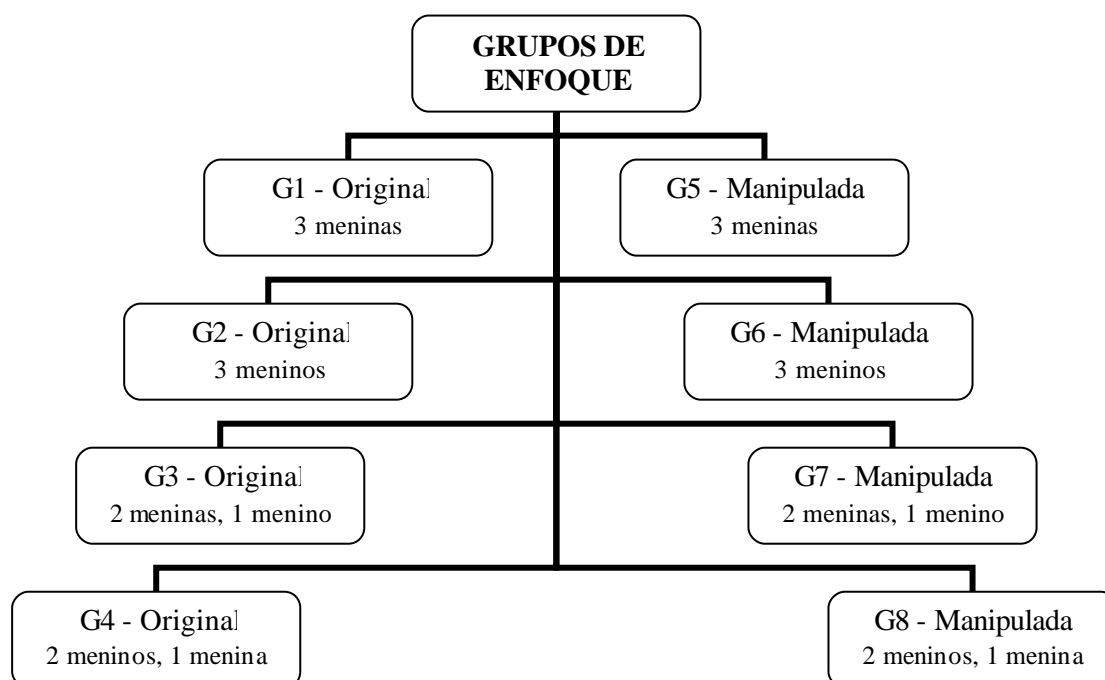 GRUPOS DE
ENFOQUE
G1 - Original
3 meninas
G5 - Manipulada
3 meninas
G2 - Original
3 meninos
G6 - Manipulada
3 meninos
G3 - Original
2 meninas, 1 menino
G7 - Manipulada
2 meninas, 1 menino
G4 - Original
2 meninos, 1 menina
G8 - Manipulada
2 meninos, 1 menina